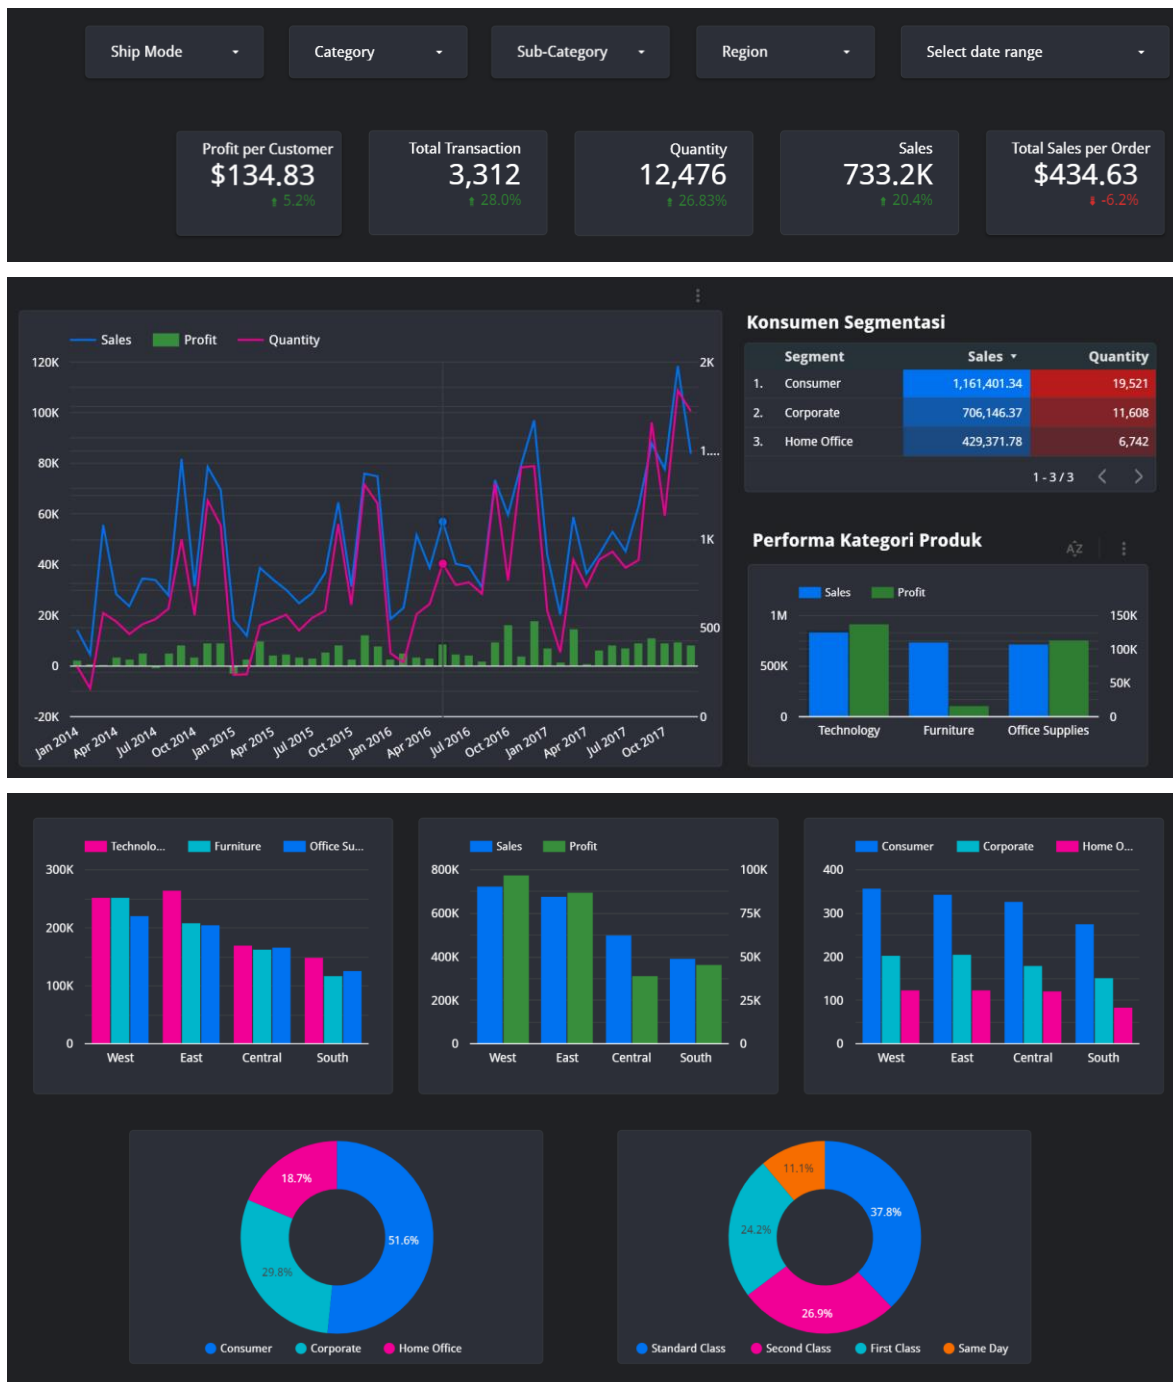 Ship Mode
Category
Sub-Category
Region
Select date range
Profit per Customer
$134.83
5.2%
Total Transaction
3,312
28.0%
Quantity
12,476
26.83%
Sales
733.2K
20.4%
Total Sales per Order
$434.63
-6.2%
Sales Profit Quantity
120K
100K
80K
60K
40K
20K
0
-20K
2K
1....
1K
500
0
Jan 2014
Apr 2014
Jul 2014
Oct 2014
Jan 2015
Apr 2015
Jul 2015
Oct 2015
Jan 2016
Apr 2016
Jul 2016
Oct 2016
Jan 2017
Apr 2017
Jul 2017
Oct 2017
Konsumen Segmentasi
Segment Sales Quantity
1. Consumer 1,161,401.34 19,521
2. Corporate 706,146.37 11,608
3. Home Office 429,371.78 6,742
1 - 3 / 3
Performa Kategori Produk
AZ
Sales Profit
1M
500K
0
150K
100K
50K
0
Technology Furniture Office Supplies
Technolo... Furniture Office Su...
300K
200K
100K
0
West East Central South
Sales Profit
800K
600K
400K
200K
0
100K
75K
50K
25K
0
West East Central South
Consumer Corporate Home O...
400
300
200
100
0
West East Central South
18.7%
51.6%
29.8%
Consumer Corporate Home Office
11.1%
37.8%
24.2%
26.9%
Standard Class Second Class First Class Same Day